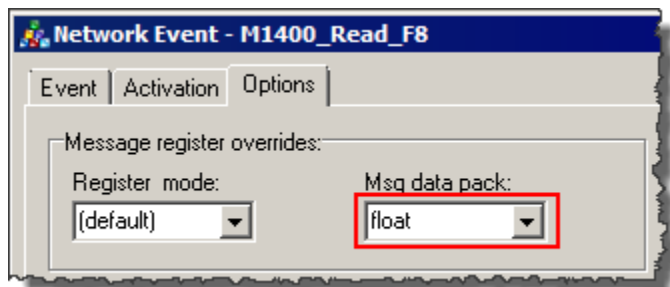 Network Event - M1400_Read_F8
Event Activation Options
Message register overrides:
Register mode: Msg data pack:
(default) float